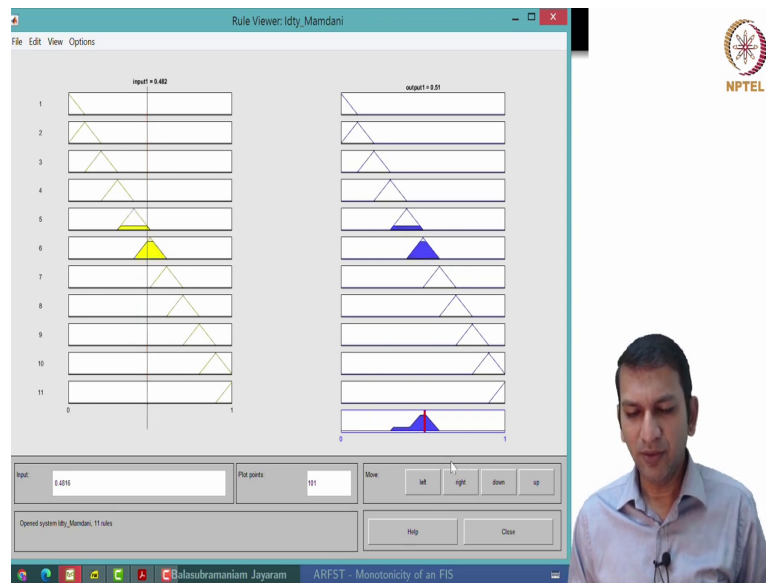 Rule Viewer: Idty_Mamdani
File Edit View Options
input1 = 0.482
output1 = 0.51
1
2
3
4
5
6
7
8
9
10
11
0 1
0 1
Input: 0.4816
Plot points: 101
Move: left right down up
Opened system Idty_Mamdani, 11 rules
Help Close
NPTEL
Balasubramaniam Jayaram ARFST - Monotonicity of an FIS